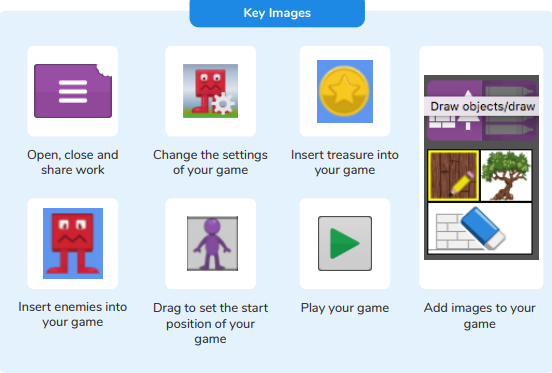 Key Images
Open, close and
share work
Change the settings
of your game
Insert treasure into
your game
Draw objects/draw
Insert enemies into
your game
Drag to set the start
position of your
game
Play your game
Add images to your
game